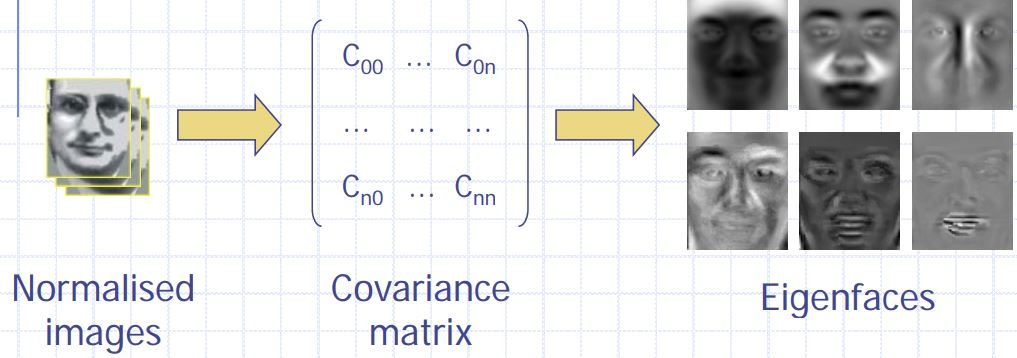 C00 … C0n
… … …
Cn0 … Cnn
Normalised
images
Covariance
matrix
Eigenfaces